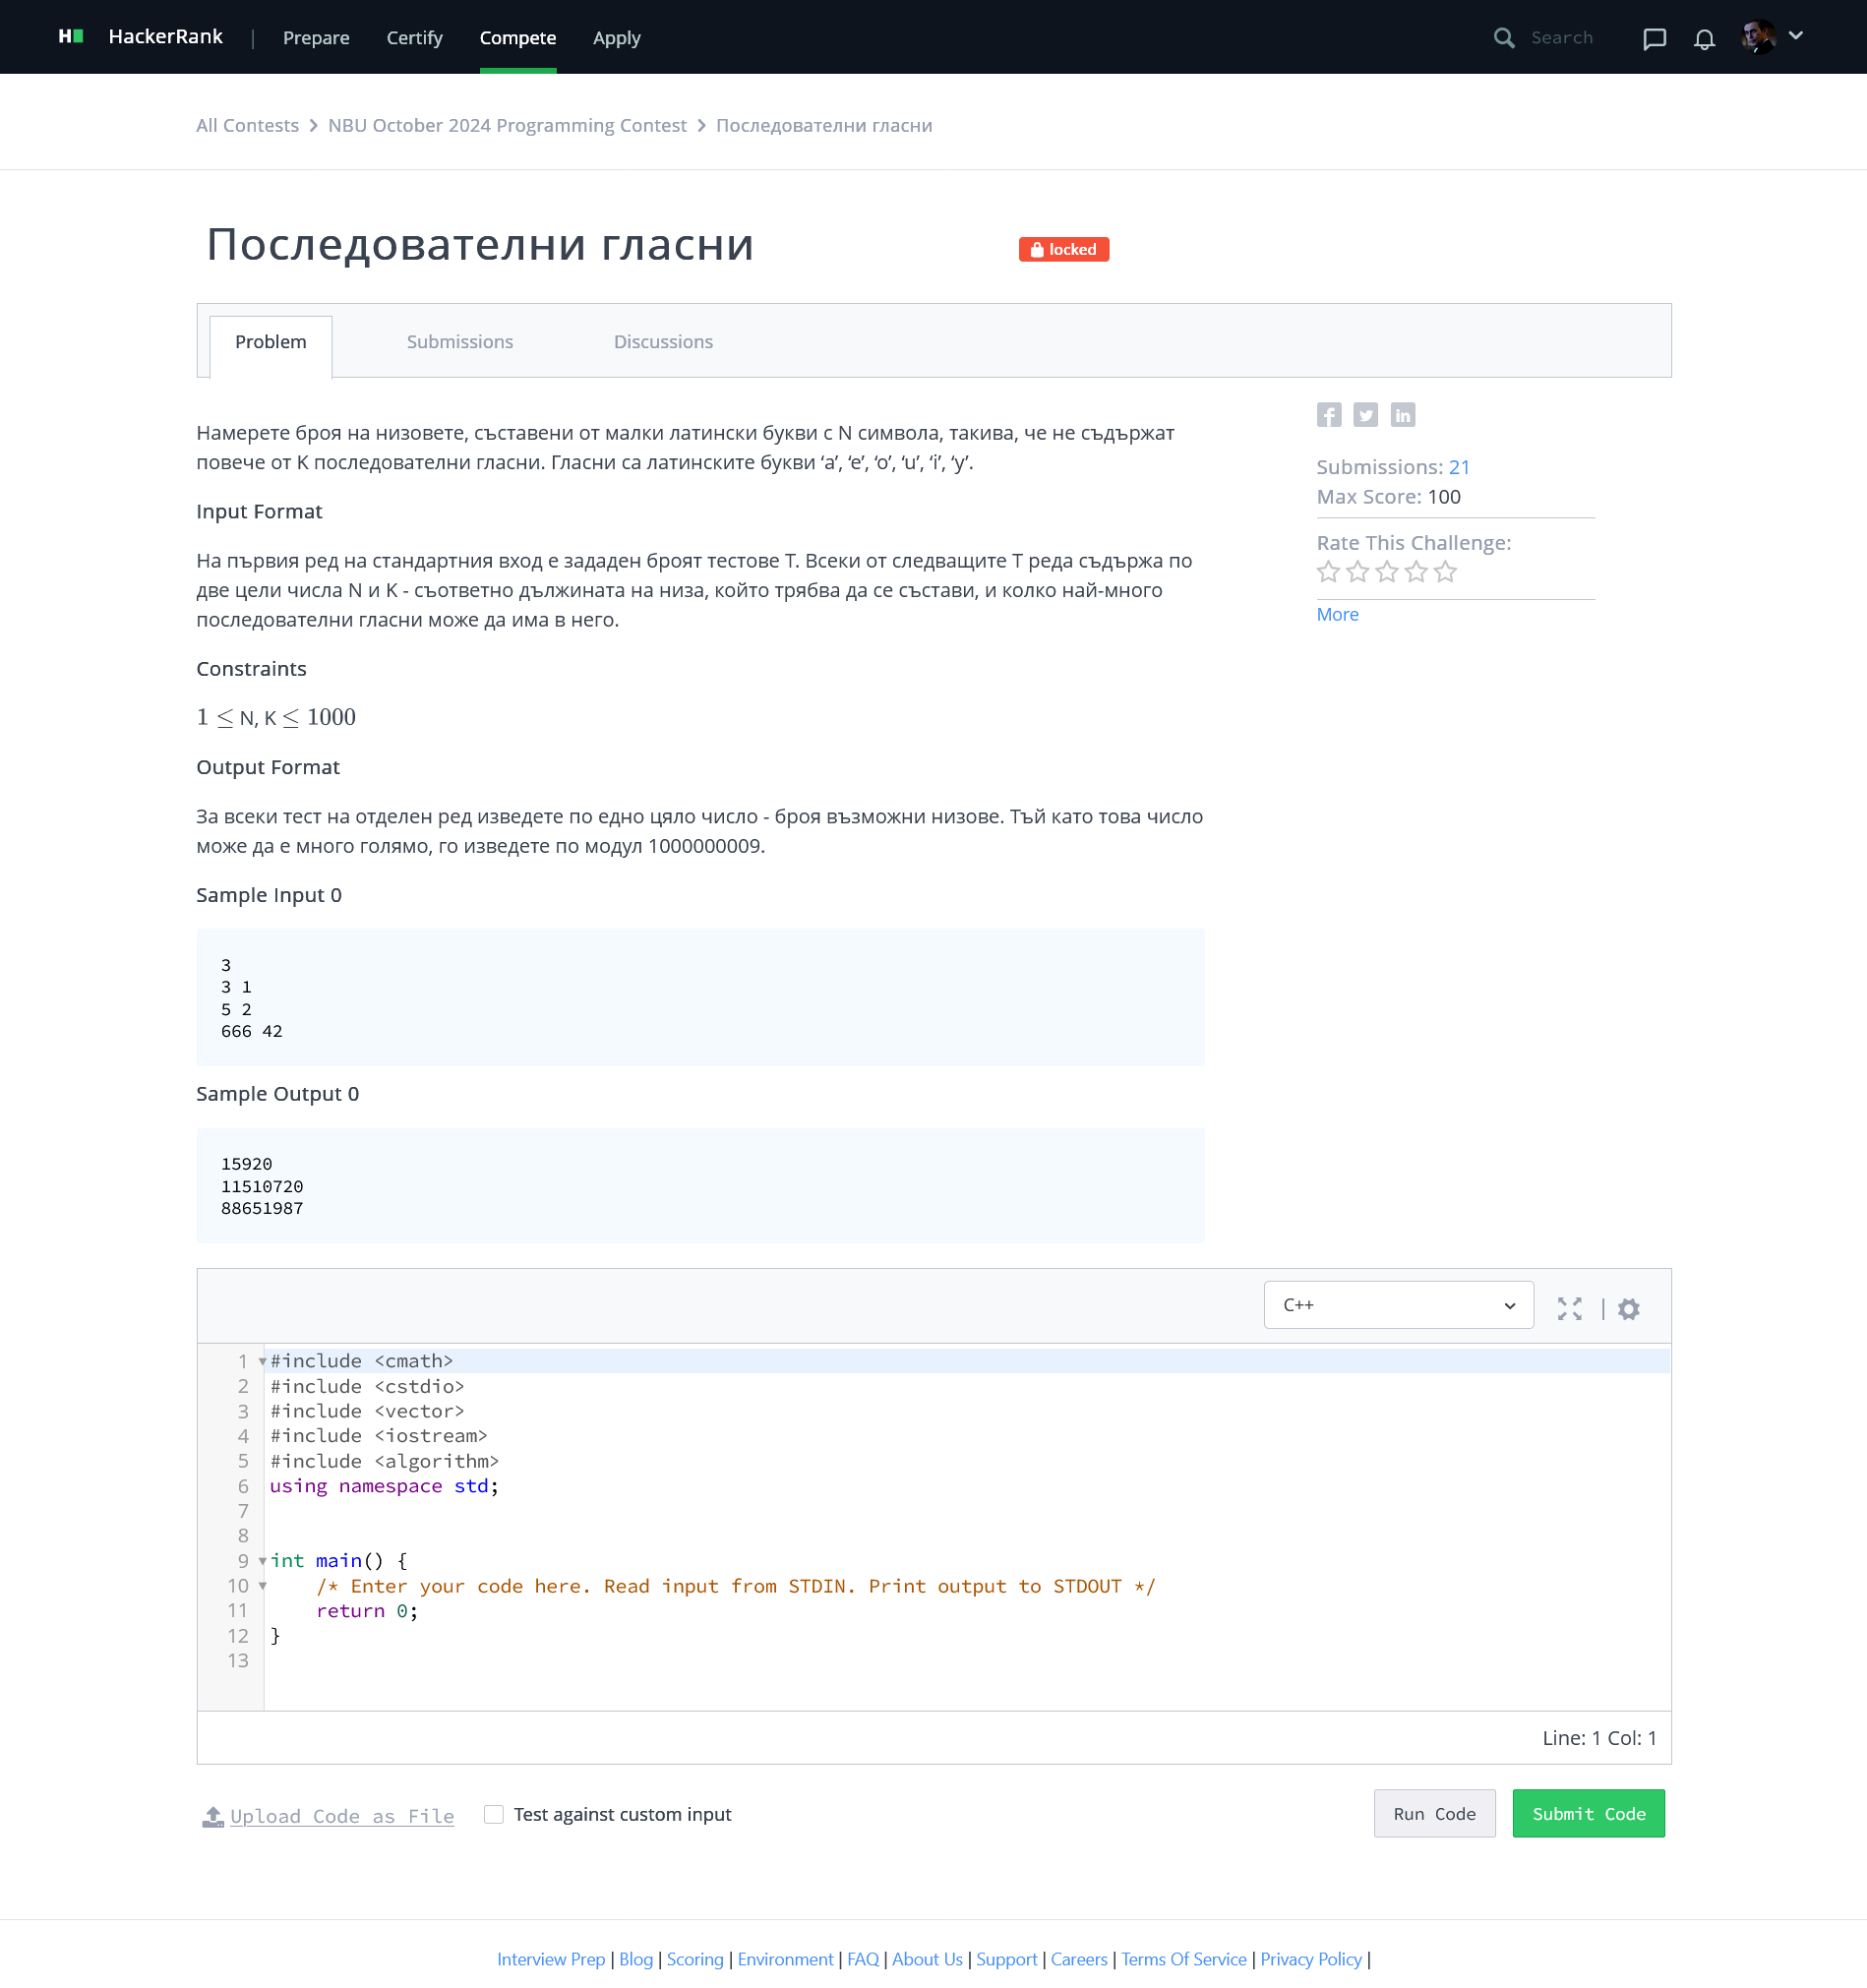 HackerRank | Prepare Certify Compete Apply Search
All Contests > NBU October 2024 Programming Contest > Последователни гласни
Последователни гласни
locked
Problem Submissions Discussions
Намерете броя на низовете, съставени от малки латински букви с N символа, такива, че не съдържат
повече от K последователни гласни. Гласни са латинските букви ‘a’, ‘e’, ‘o’, ‘u’, ‘i’, ‘y’.
Input Format
На първия ред на стандартния вход е зададен броят тестове T. Всеки от следващите T реда съдържа по
две цели числа N и K - съответно дължината на низа, който трябва да се състави, и колко най-много
последователни гласни може да има в него.
Constraints
1 ≤ N, K ≤ 1000
Output Format
За всеки тест на отделен ред изведете по едно цяло число - броя възможни низове. Тъй като това число
може да е много голямо, го изведете по модул 1000000009.
Sample Input 0
3
3 1
5 2
666 42
Sample Output 0
15920
11510720
88651987
Submissions: 21
Max Score: 100
Rate This Challenge:
More
C++
1 #include <cmath>
2 #include <cstdio>
3 #include <vector>
4 #include <iostream>
5 #include <algorithm>
6 using namespace std;
7
8
9 int main() {
10 /* Enter your code here. Read input from STDIN. Print output to STDOUT */
11 return 0;
12 }
13
Line: 1 Col: 1
Upload Code as File Test against custom input Run Code Submit Code
Interview Prep | Blog | Scoring | Environment | FAQ | About Us | Support | Careers | Terms Of Service | Privacy Policy |